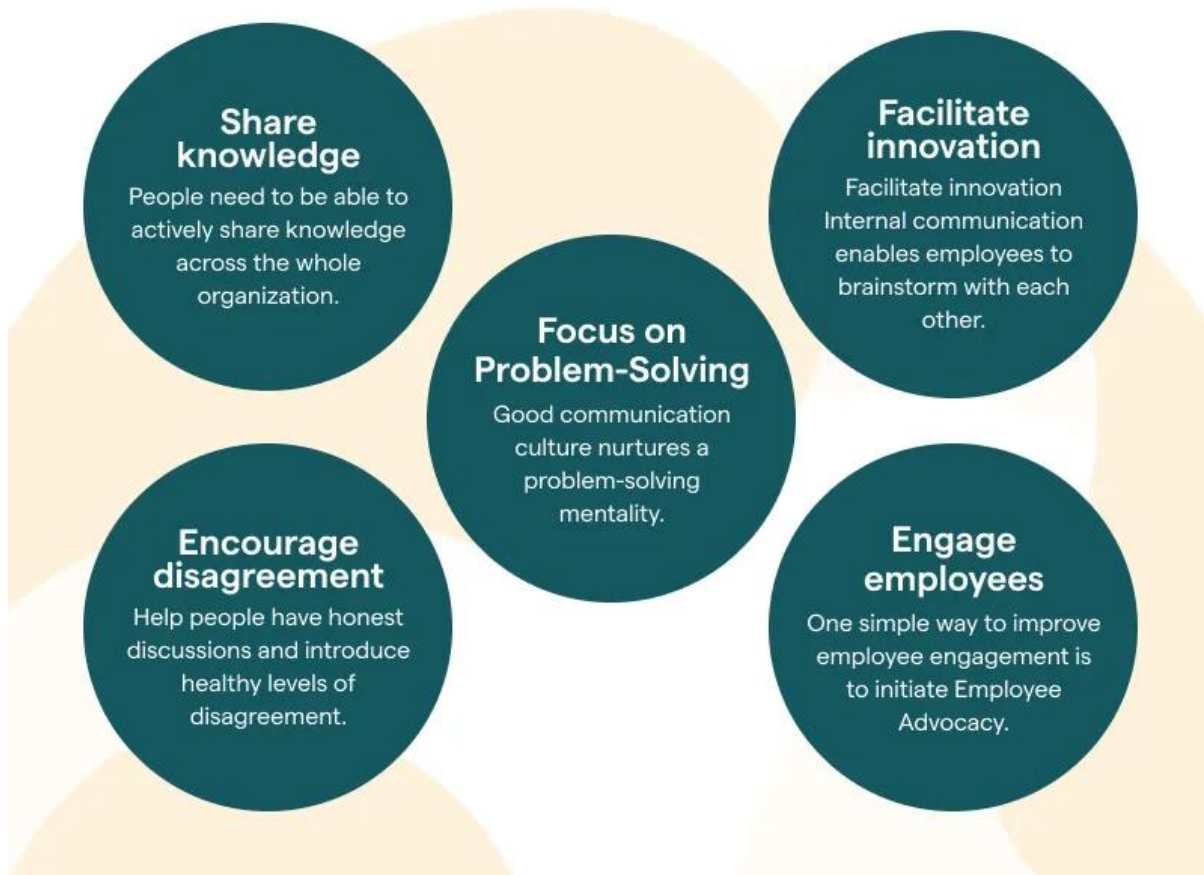 Share
knowledge
People need to be able to
actively share knowledge
across the whole
organization.
Facilitate
innovation
Facilitate innovation
Internal communication
enables employees to
brainstorm with each
other.
Focus on
Problem-Solving
Good communication
culture nurtures a
problem-solving
mentality.
Encourage
disagreement
Help people have honest
discussions and introduce
healthy levels of
disagreement.
Engage
employees
One simple way to improve
employee engagement is
to initiate Employee
Advocacy.